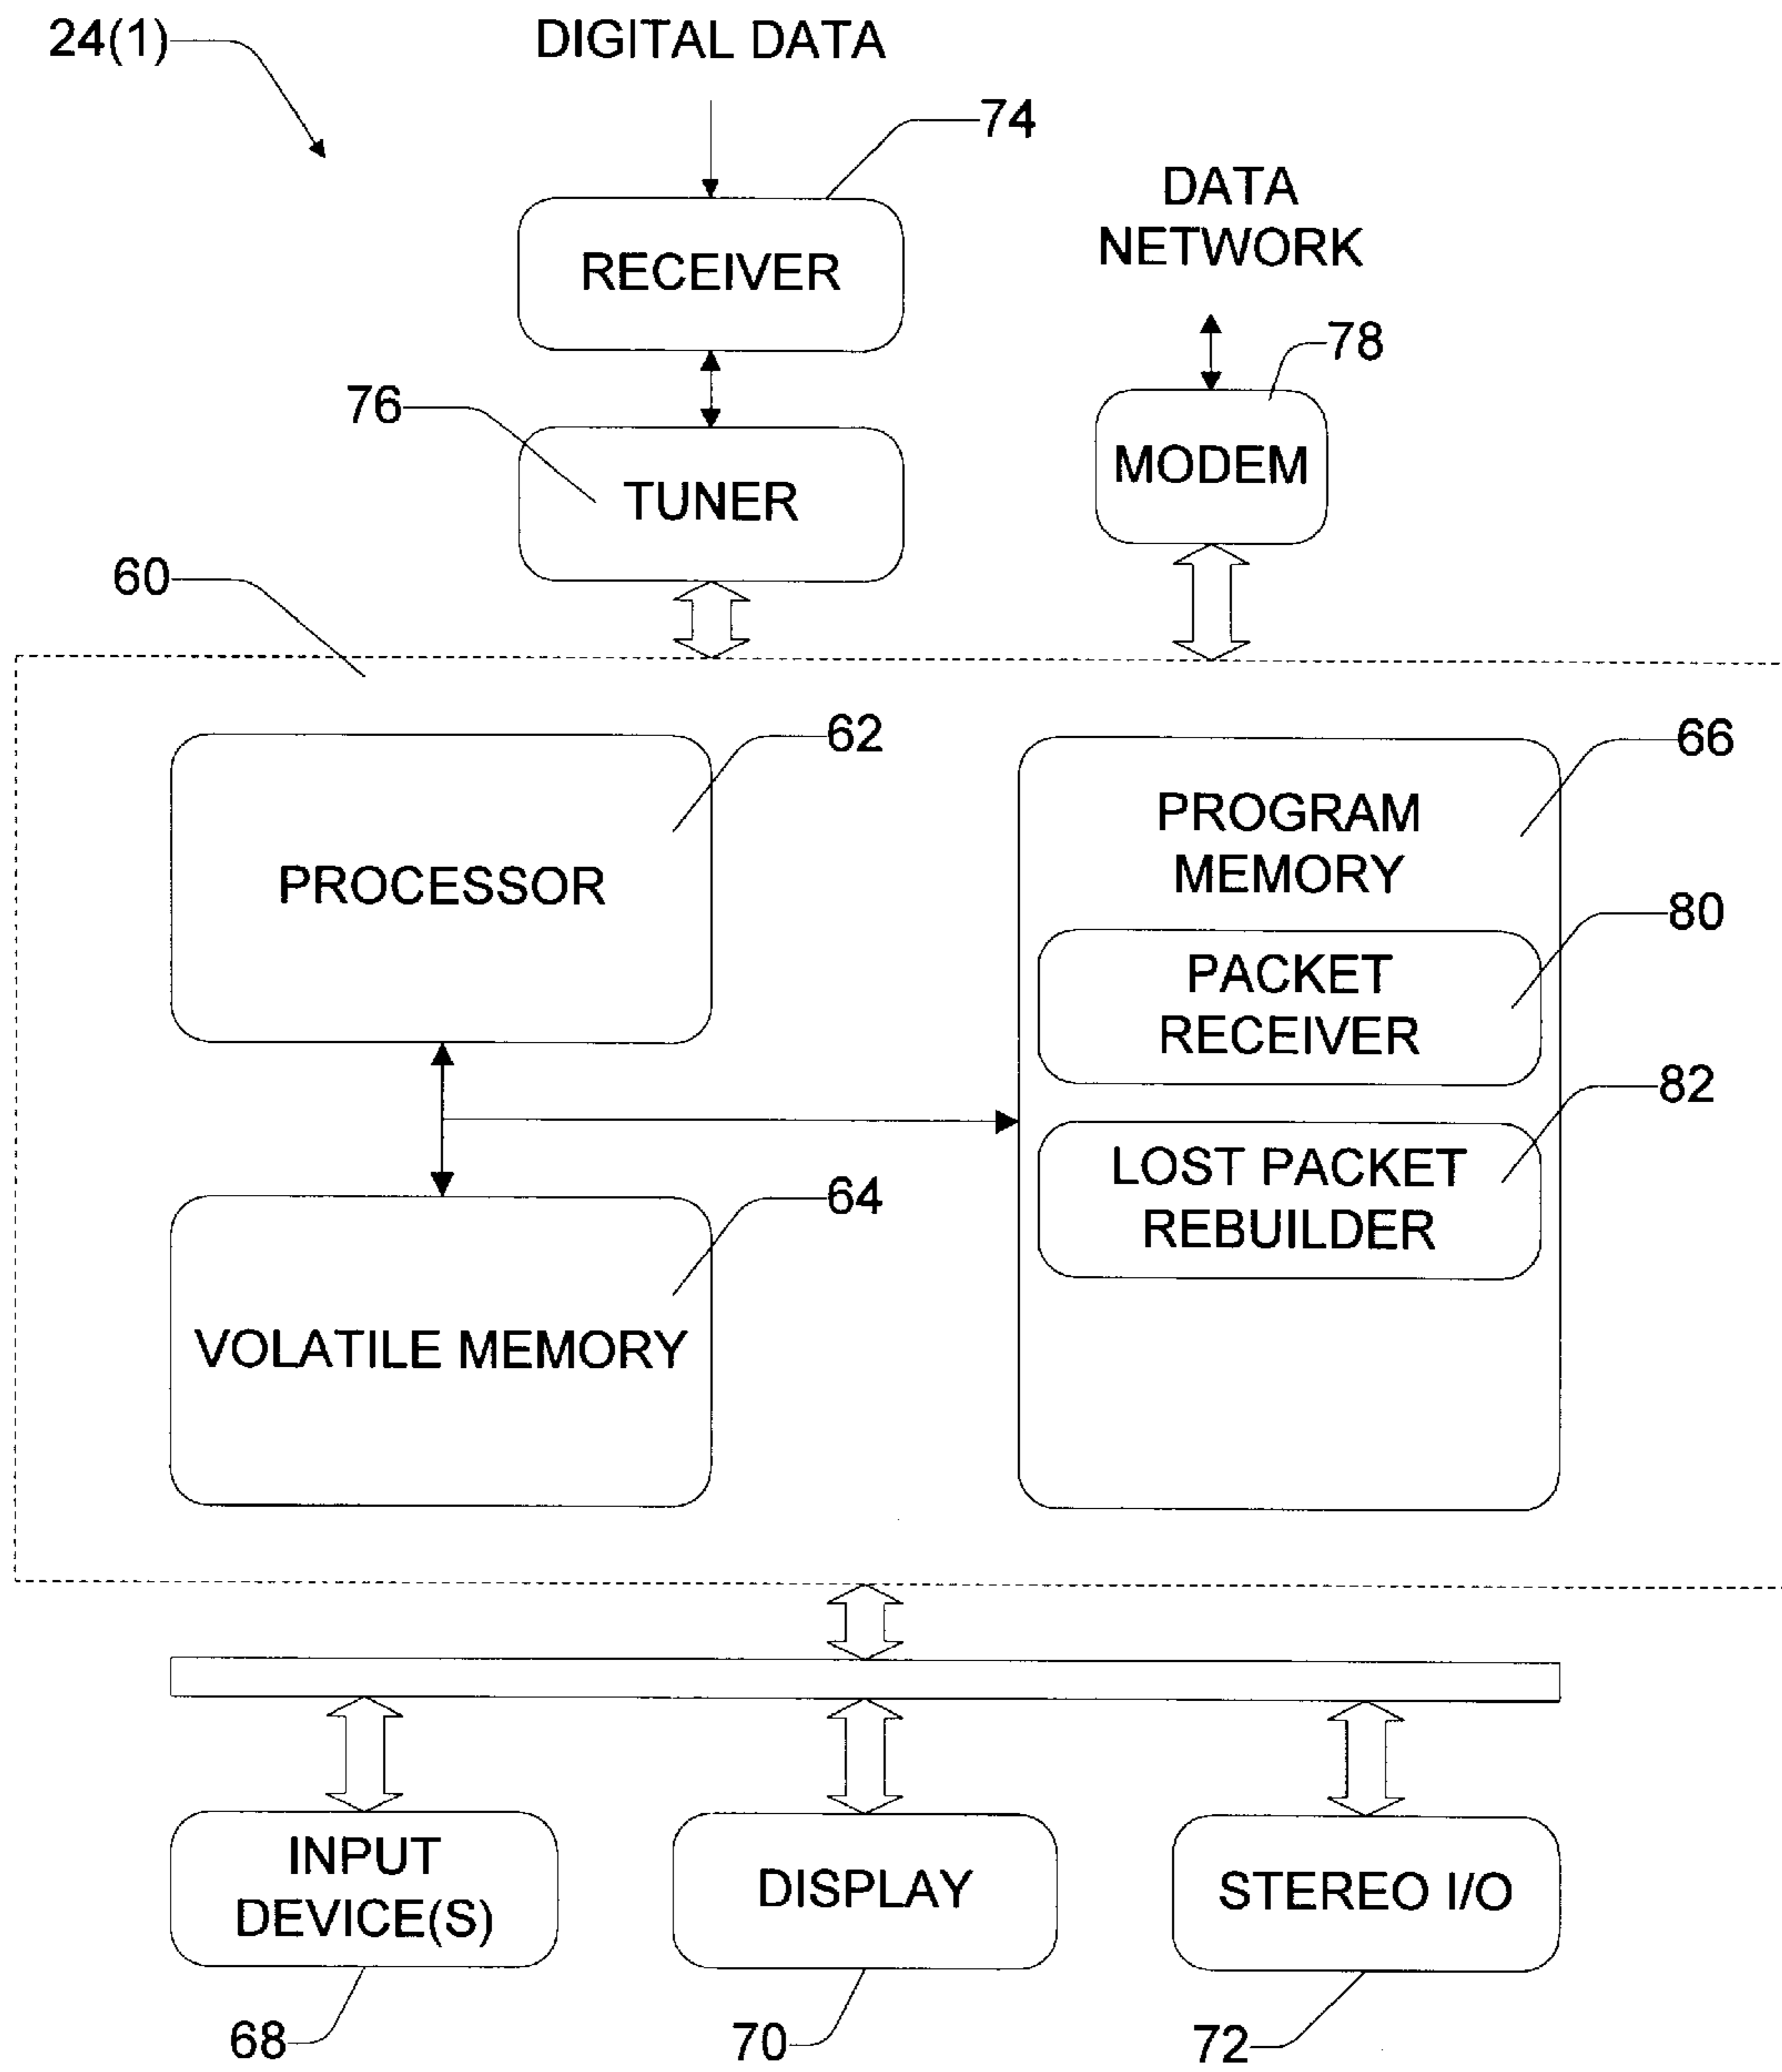 24(1)
DIGITAL DATA
74
RECEIVER
DATA
NETWORK
78
76
TUNER
MODEM
60
62
PROCESSOR
66
PROGRAM
MEMORY
80
PACKET
RECEIVER
82
LOST PACKET
REBUILDER
64
VOLATILE MEMORY
INPUT
DEVICE(S)
DISPLAY
STEREO I/O
68
70
72